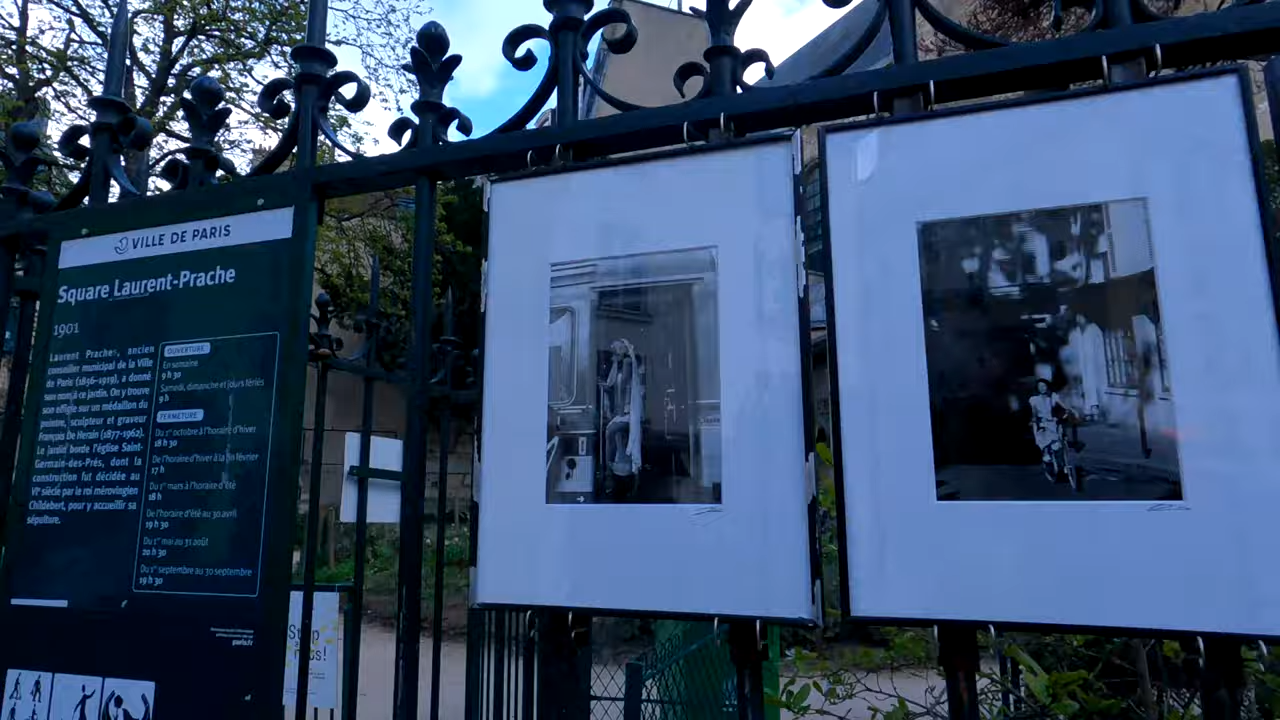 VILLE DE PARIS
Square Laurent-Prache
1901
Laurent Prache, ancien
conseiller municipal de la Ville
de Paris (1856-1919), a donné
son nom à ce jardin. On y trouve
son effigie sur un médaillon du
peintre, sculpteur et graveur
François De Herain (1877-1962).
Le jardin borde l'église Saint-
Germain-des-Prés, dont la
construction fut décidée au
VIe siècle par le roi mérovingien
Childebert, pour y accueillir sa
sépulture.
OUVERTURE
En semaine
9 h 30
Samedi, dimanche et jours fériés
9 h
FERMETURE
Du 1er octobre à l'horaire d'hiver
18 h 30
De l'horaire d'hiver à la fin février
17 h
Du 1er mars à l'horaire d'été
18 h
De l'horaire d'été au 30 avril
19 h 30
Du 1er mai au 31 août
20 h 30
Du 1er septembre au 30 septembre
19 h 30
paris.fr